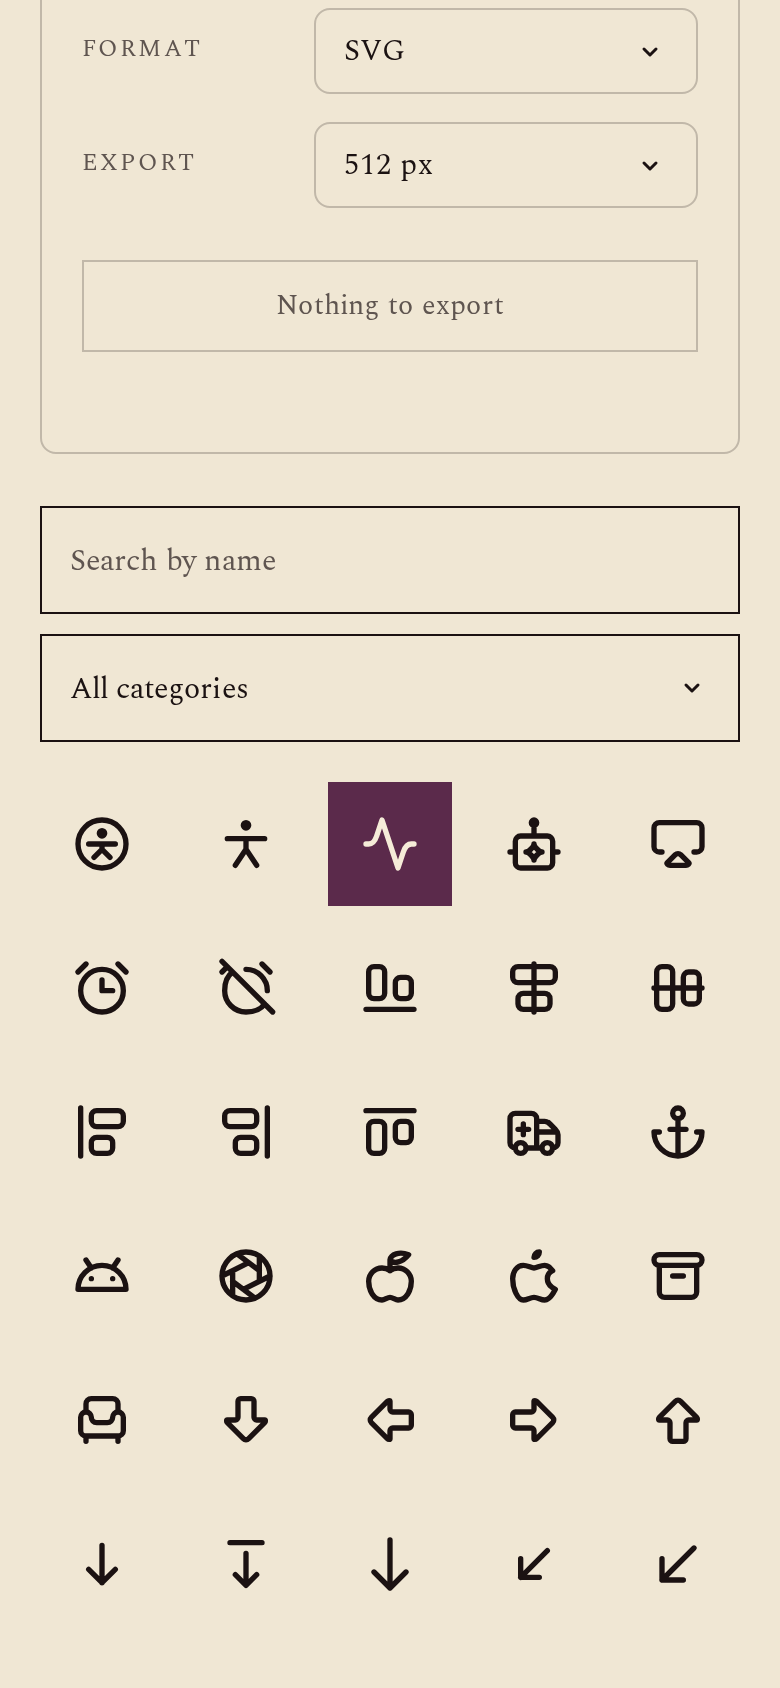 FORMAT
SVG
EXPORT
512 px
Nothing to export
Search by name
All categories